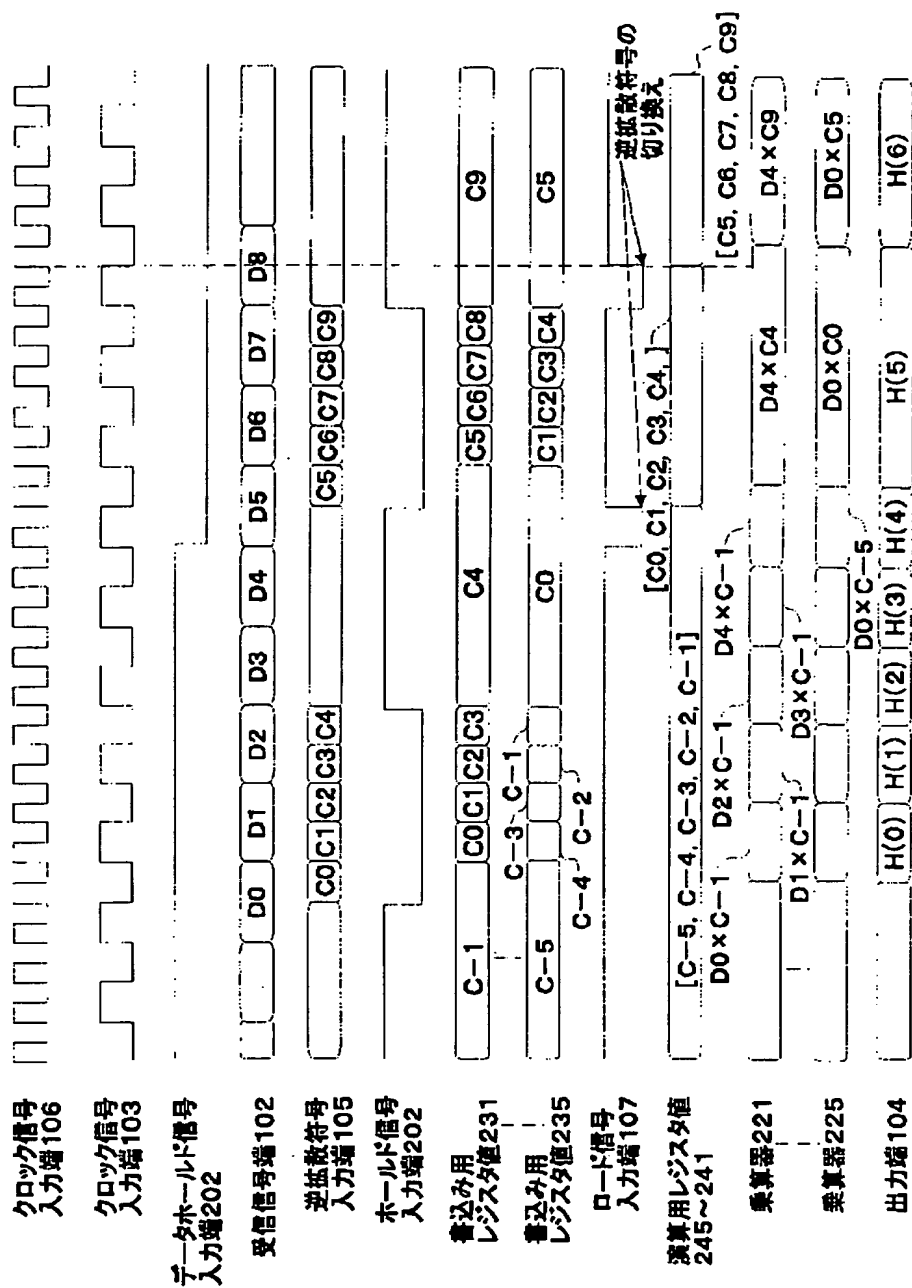 クロック信号
入力端106
クロック信号
入力端103
データホールド信号
入力端202
受信信号端102
D0 D1 D2 D3 D4 D5 D6 D7 D8
逆拡散符号
入力端105
C0 C1 C2 C3 C4 C5 C6 C7 C8 C9
ホールド信号
入力端202
書込み用
レジスタ値231
C−1 C0 C1 C2 C3 C4 C5 C6 C7 C8 C9
書込み用
レジスタ値235
C−5 C0 C1 C2 C3 C4 C5
C−4 C−3 C−2 C−1
ロード信号
入力端107
逆拡散符号の
切り換え
演算用レジスタ値
245〜241
[C−5, C−4, C−3, C−2, C−1]
[C0, C1, C2, C3, C4, ]
[C5, C6, C7, C8, C9]
乗算器221
D0×C−1 D2×C−1 D4×C−1 D4×C4 D4×C9
D1×C−1 D3×C−1
乗算器225
D0×C0 D0×C5
D0×C−5
出力端104
H(0) H(1) H(2) H(3) H(4) H(5) H(6)